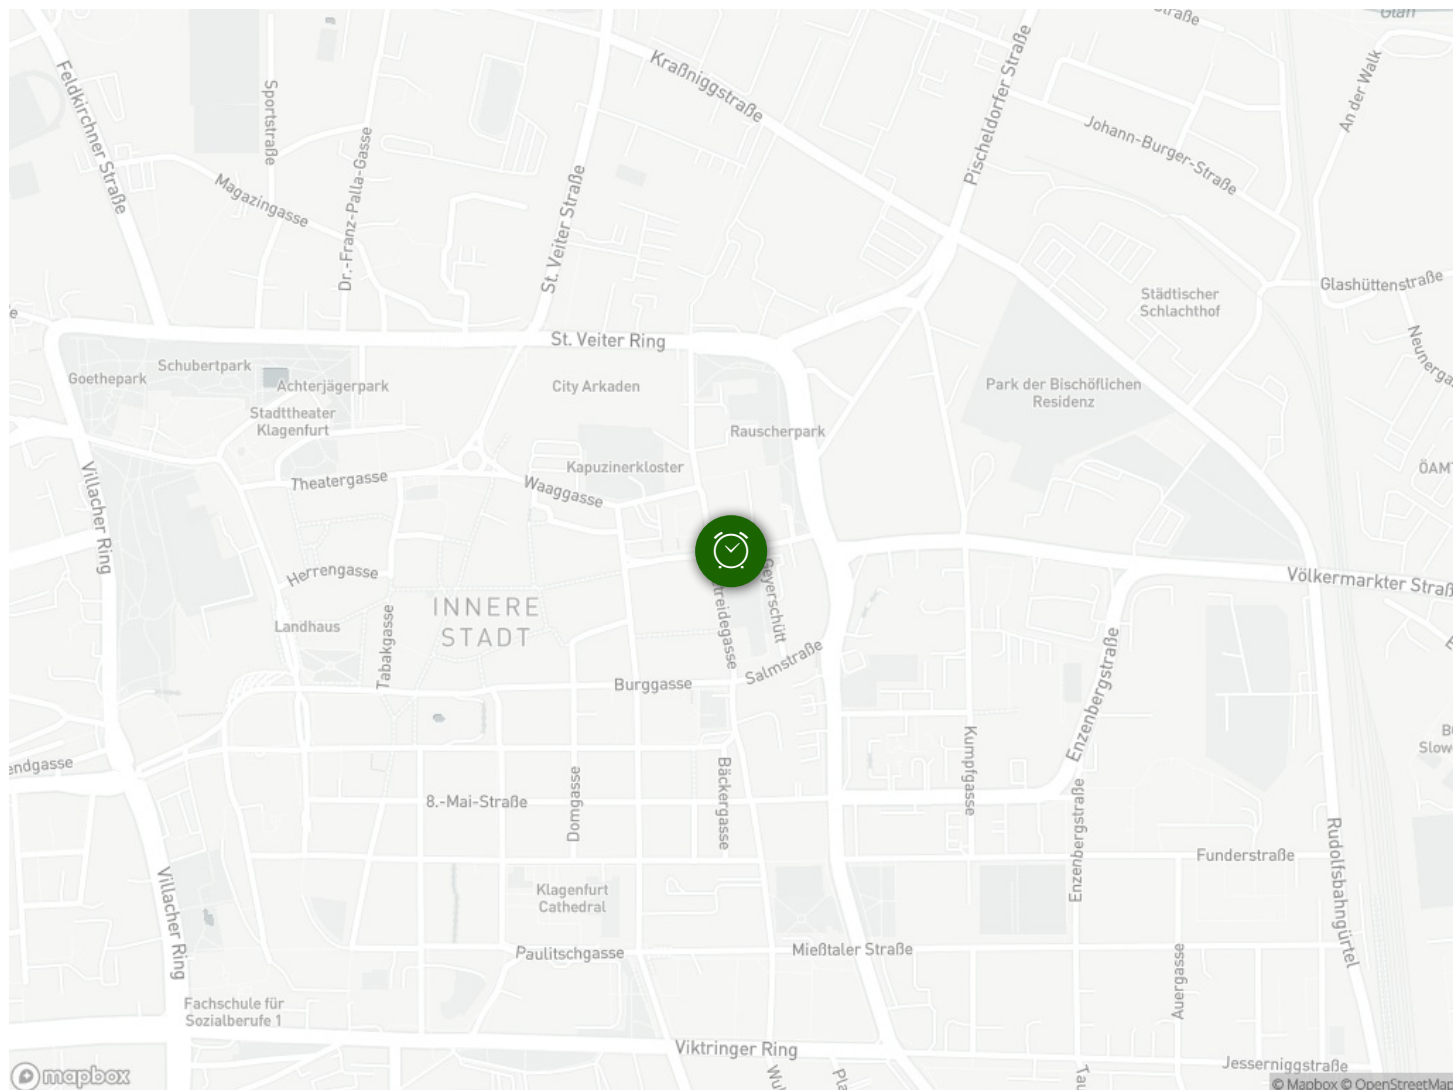 Glan
Feldkirchner Straße
Sportstraße
Dr.-Franz-Palla-Gasse
Magazingasse
St. Veiter Straße
Kraßniggstraße
Pischeldorfer Straße
Johann-Burger-Straße
An der Walk
Glashüttenstraße
Städtischer
Schlachthof
St. Veiter Ring
Schubertpark
Goethepark
Achterjägerpark
City Arkaden
Park der Bischöflichen
Residenz
Stadttheater
Klagenfurt
Rauscherpark
Kapuzinerkloster
Theatergasse
Waaggasse
Villacher Ring
Herrengasse
INNERE
STADT
Landhaus
Tabakgasse
treidegasse
Geyerschütt
Völkermarkter Straß
Salmstraße
Burggasse
Enzenbergstraße
Kumpfgasse
endgasse
Bäckergasse
Domgasse
8.-Mai-Straße
Enzenbergstraße
Funderstraße
Rudolfsbahngürtel
Villacher Ring
Klagenfurt
Cathedral
Paulitschgasse
Mießtaler Straße
Auergasse
Fachschule für
Sozialberufe 1
Viktringer Ring
Jesserniggstraße
mapbox
© Mapbox © OpenStreetMap